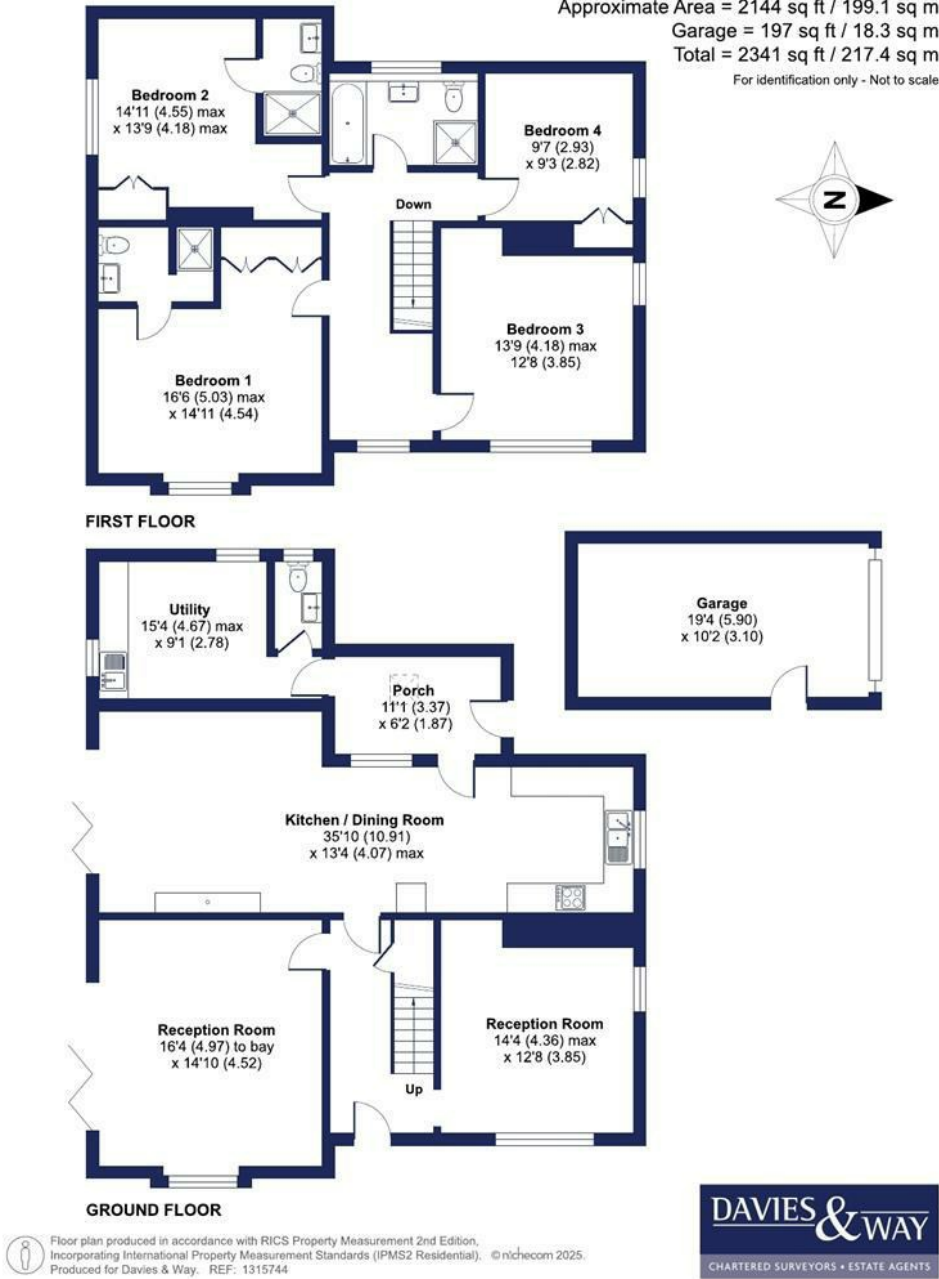 Approximate Area = 2144 sq ft / 199.1 sq m
Garage = 197 sq ft / 18.3 sq m
Total = 2341 sq ft / 217.4 sq m
For identification only - Not to scale
N
Bedroom 2
14'11 (4.55) max
x 13'9 (4.18) max
Bedroom 4
9'7 (2.93)
x 9'3 (2.82)
Down
Bedroom 3
13'9 (4.18) max
12'8 (3.85)
Bedroom 1
16'6 (5.03) max
x 14'11 (4.54)
FIRST FLOOR
Utility
15'4 (4.67) max
x 9'1 (2.78)
Porch
11'1 (3.37)
x 6'2 (1.87)
Garage
19'4 (5.90)
x 10'2 (3.10)
Kitchen / Dining Room
35'10 (10.91)
x 13'4 (4.07) max
Reception Room
16'4 (4.97) to bay
x 14'10 (4.52)
Reception Room
14'4 (4.36) max
x 12'8 (3.85)
Up
GROUND FLOOR
Floor plan produced in accordance with RICS Property Measurement 2nd Edition,
Incorporating International Property Measurement Standards (IPMS2 Residential). © nichecom 2025.
Produced for Davies & Way. REF: 1315744
DAVIES & WAY
CHARTERED SURVEYORS • ESTATE AGENTS